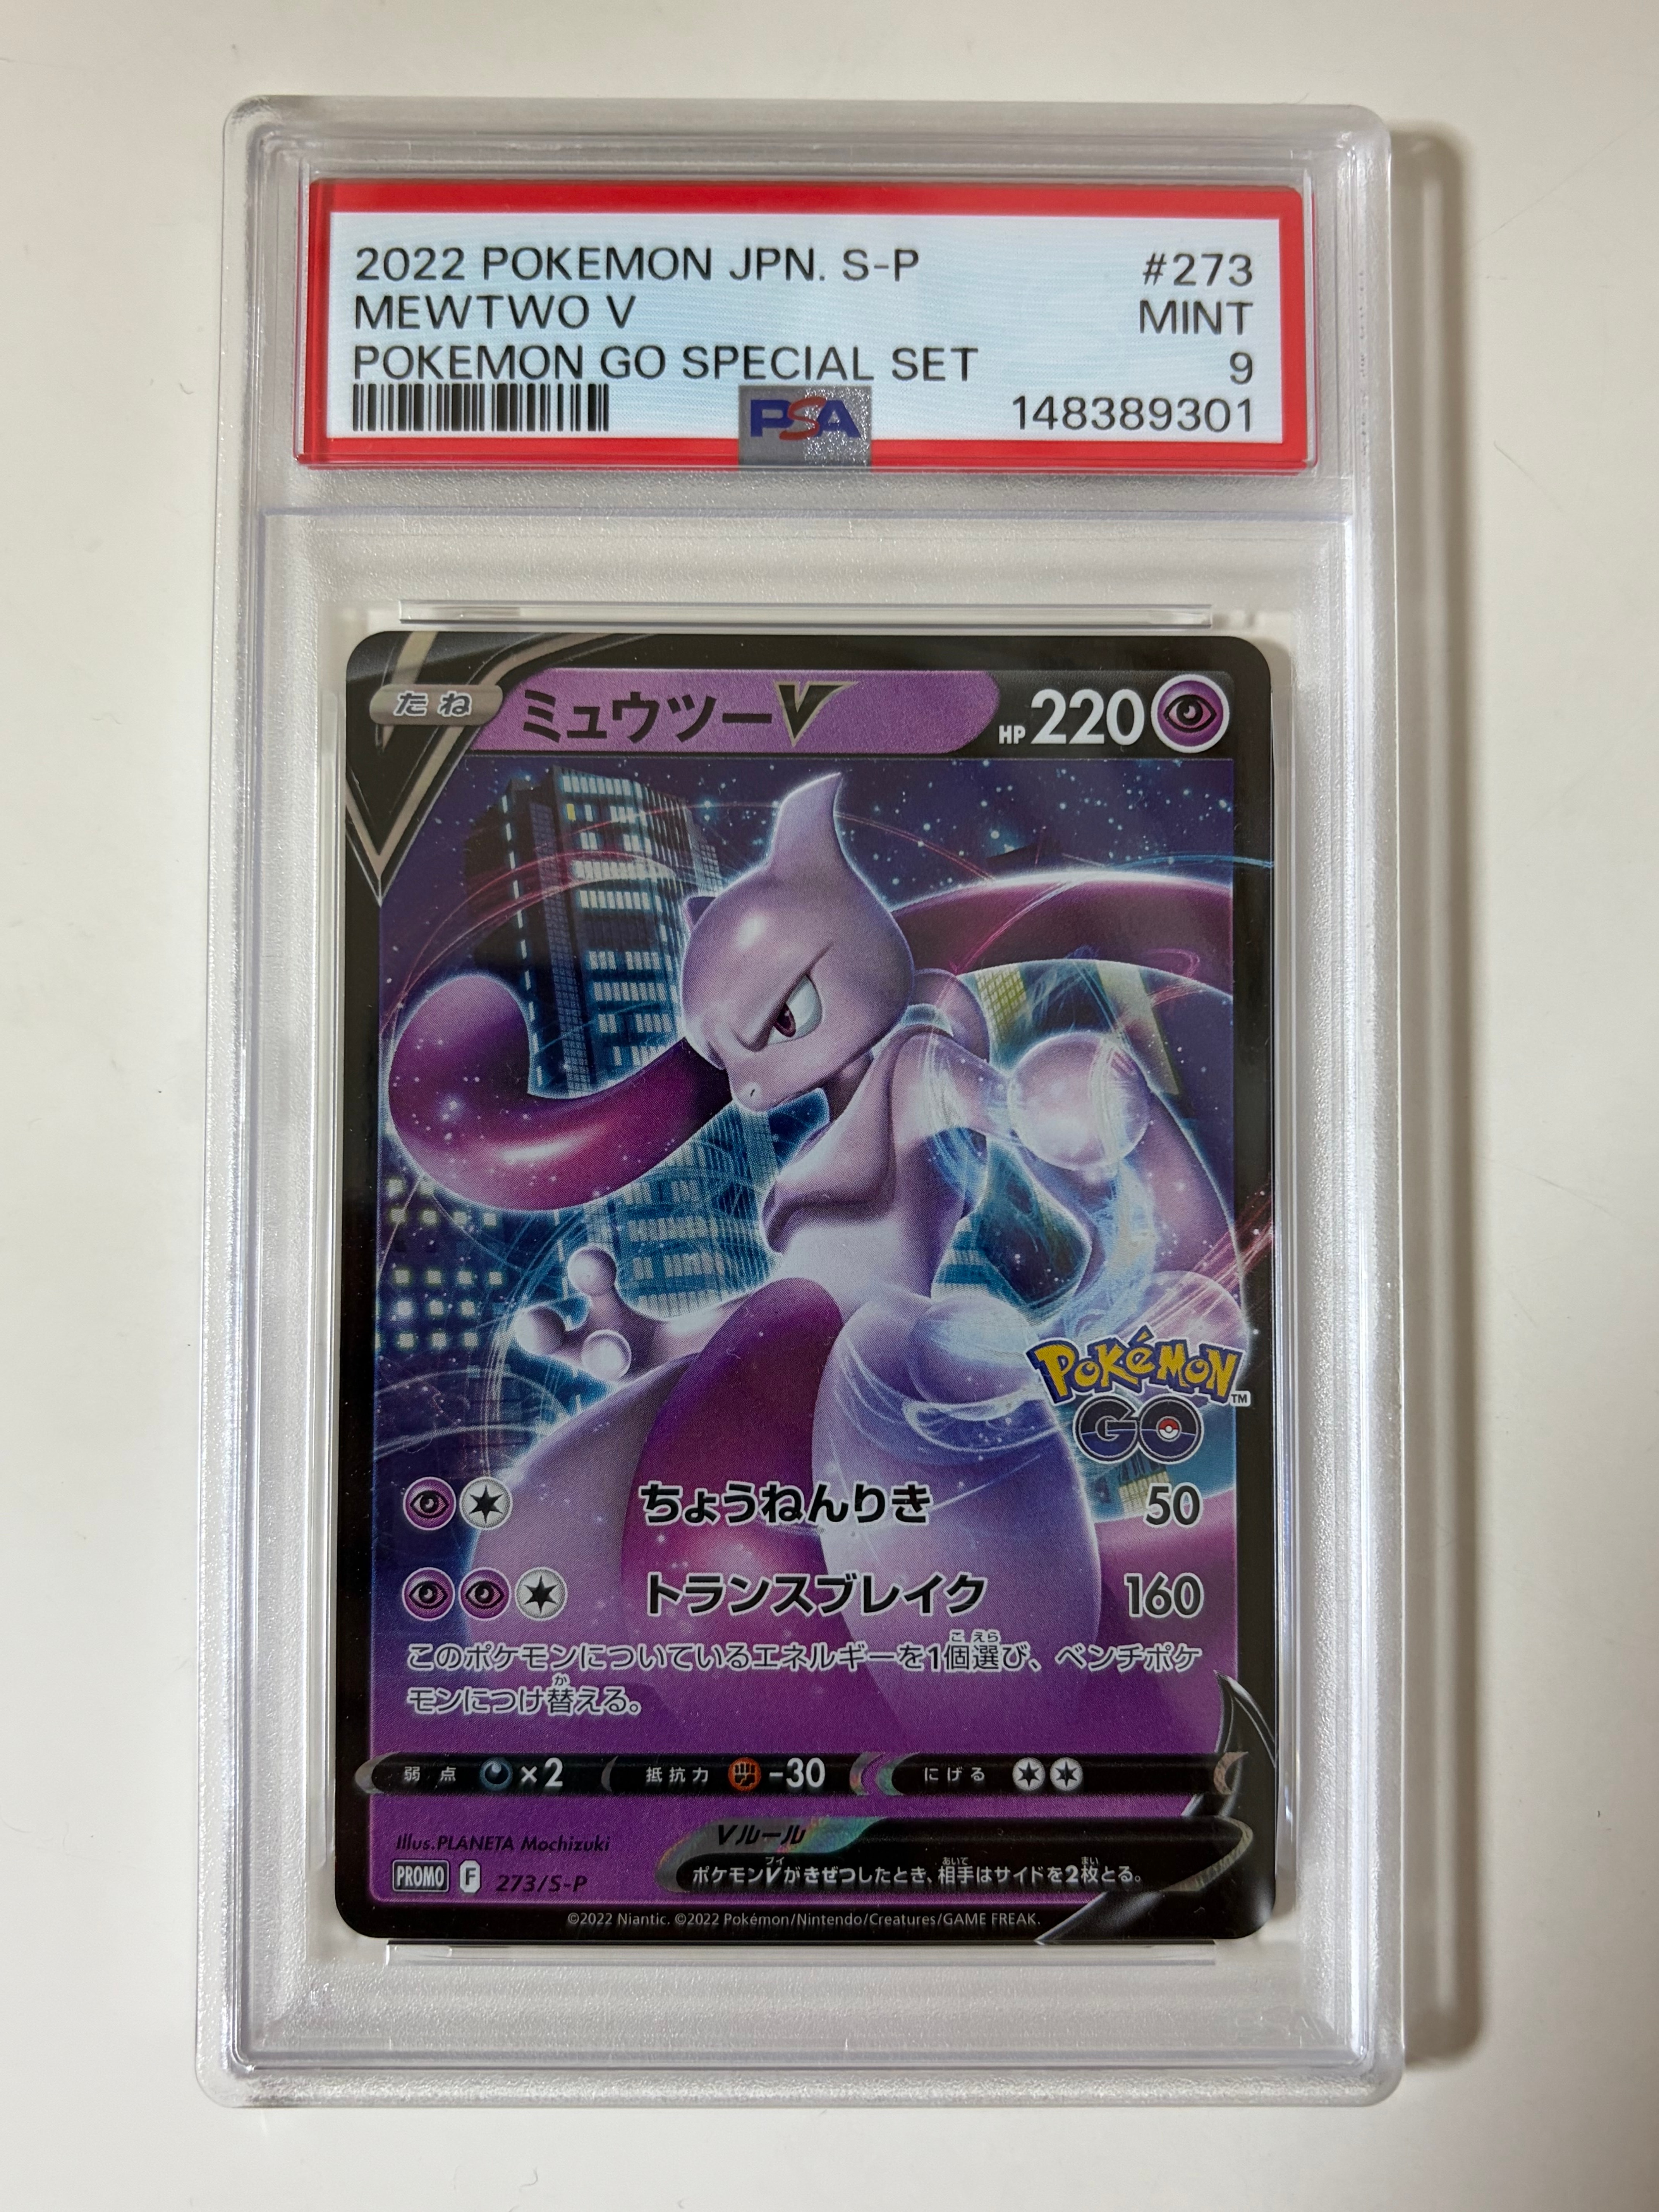 2022 POKEMON JPN. S-P #273
MEWTWO V MINT
POKEMON GO SPECIAL SET 9
PSA 148389301
たね ミュウツーV HP 220
Pokémon™
GO
ちょうねんりき 50
トランスブレイク 160
このポケモンについているエネルギーを1個選び、ベンチポケ
モンにつけ替える。
弱点 ×2 抵抗力 -30 にげる
Illus.PLANETA Mochizuki
Vルール
PROMO F 273/S-P
ポケモンVがきぜつしたとき、相手はサイドを2枚とる。
©2022 Niantic. ©2022 Pokémon/Nintendo/Creatures/GAME FREAK.